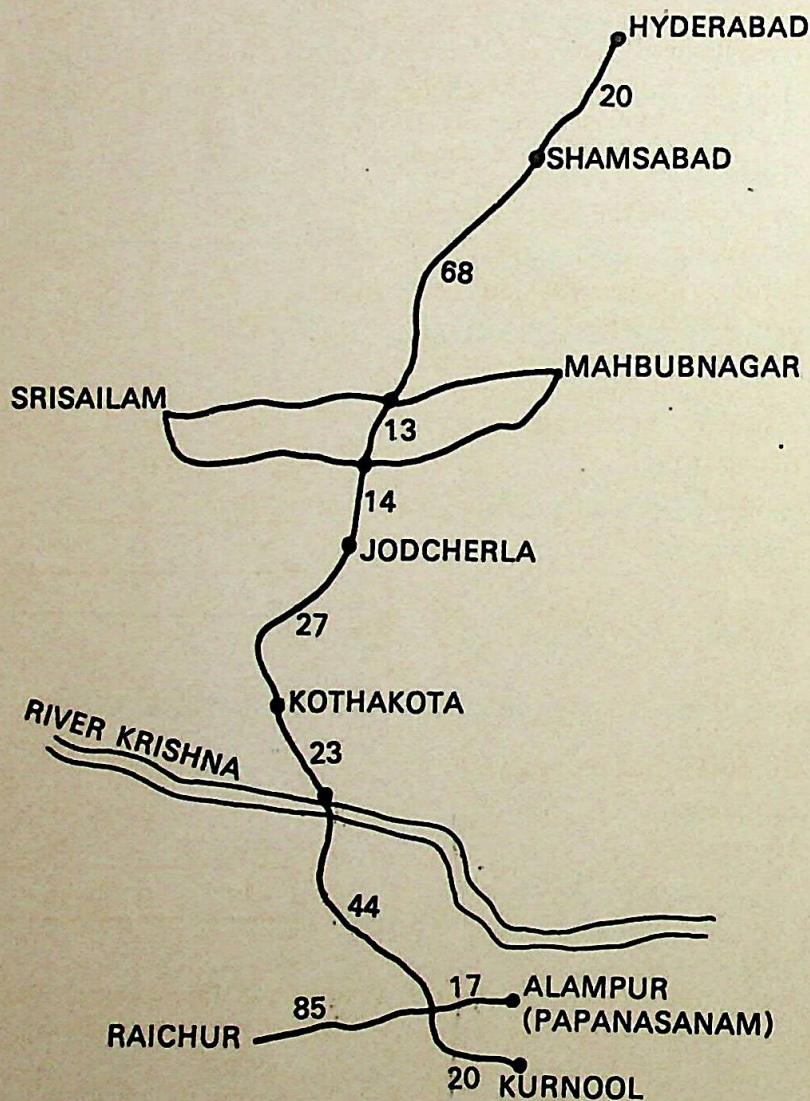 HYDERABAD
20
SHAMSABAD
68
MAHBUBNAGAR
SRISAILAM
13
14
JODCHERLA
27
KOTHAKOTA
RIVER KRISHNA
23
44
17
ALAMPUR
(PAPANASANAM)
85
RAICHUR
20
KURNOOL